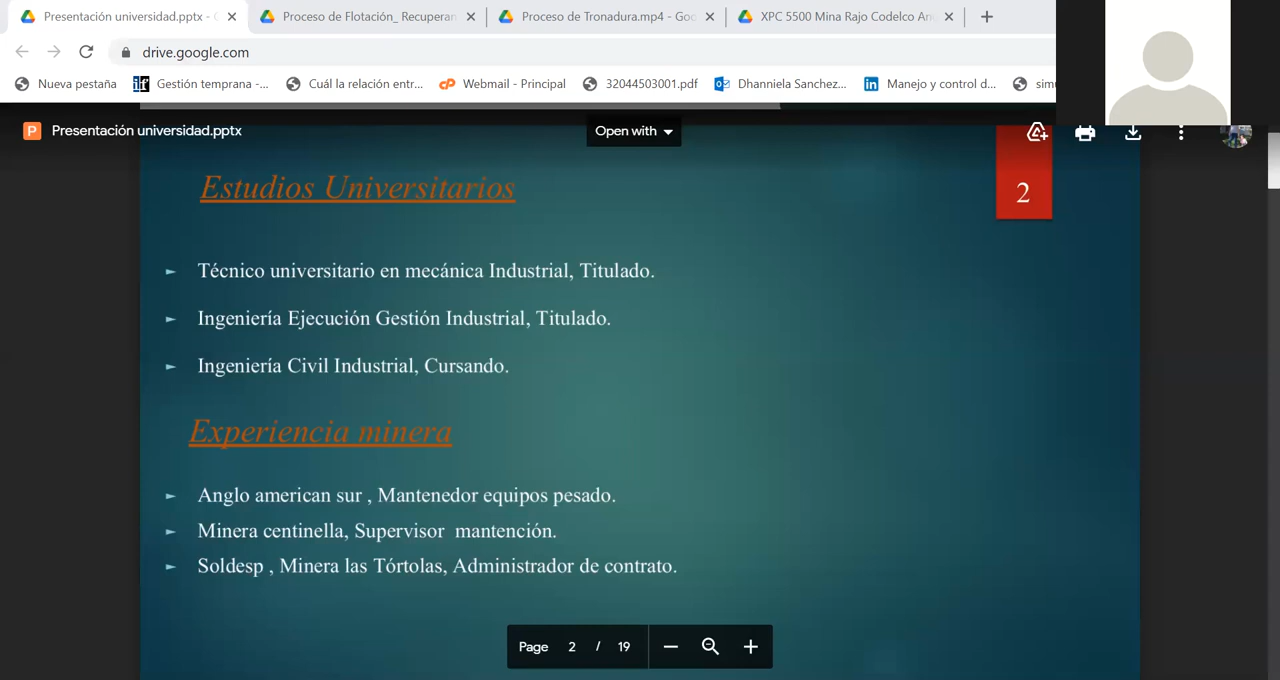 Presentación universidad.pptx - G
Proceso de Flotación_ Recuperan
Proceso de Tronadura.mp4 - Goo
XPC 5500 Mina Rajo Codelco An
drive.google.com
Nueva pestaña
Gestión temprana -...
Cuál la relación entr...
Webmail - Principal
32044503001.pdf
Dhanniela Sanchez...
Manejo y control d...
simu
P
Presentación universidad.pptx
Open with
Estudios Universitarios
2
Técnico universitario en mecánica Industrial, Titulado.
Ingeniería Ejecución Gestión Industrial, Titulado.
Ingeniería Civil Industrial, Cursando.
Experiencia minera
Anglo american sur , Mantenedor equipos pesado.
Minera centinella, Supervisor  mantención.
Soldesp , Minera las Tórtolas, Administrador de contrato.
Page 2 / 19